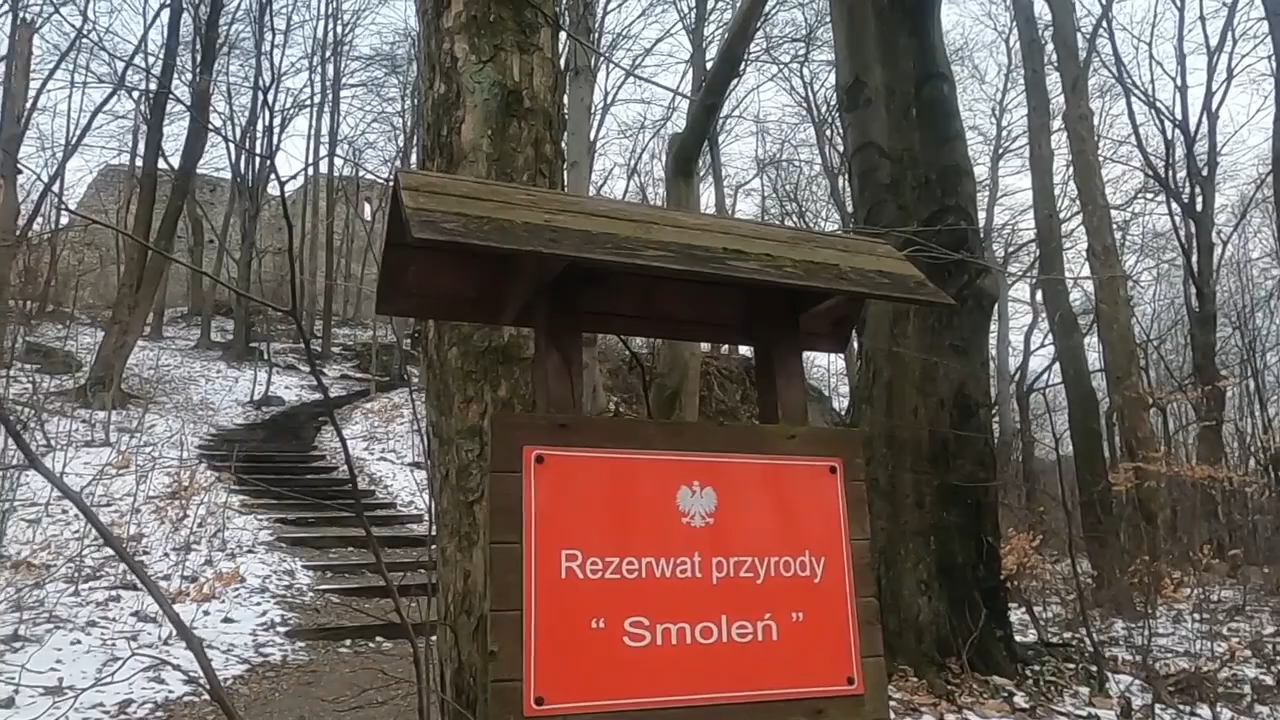 Rezerwat przyrody
“ Smoleń ”